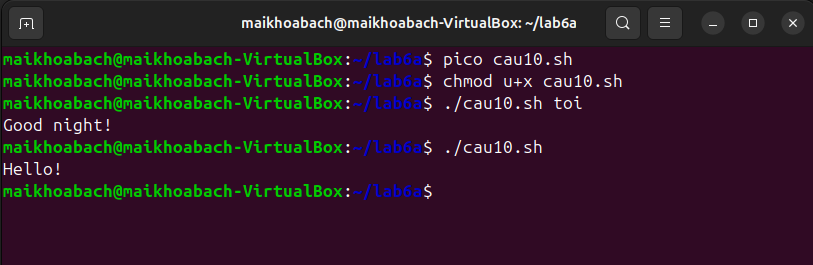 maikhoabach@maikhoabach-VirtualBox: ~/lab6a
maikhoabach@maikhoabach-VirtualBox:~/lab6a$ pico cau10.sh
maikhoabach@maikhoabach-VirtualBox:~/lab6a$ chmod u+x cau10.sh
maikhoabach@maikhoabach-VirtualBox:~/lab6a$ ./cau10.sh toi
Good night!
maikhoabach@maikhoabach-VirtualBox:~/lab6a$ ./cau10.sh
Hello!
maikhoabach@maikhoabach-VirtualBox:~/lab6a$